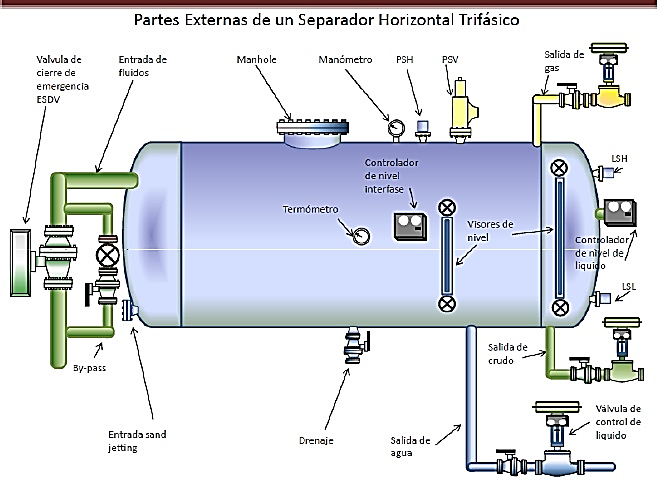 Partes Externas de un Separador Horizontal Trifásico
Valvula de
cierre de
emergencia
ESDV
Entrada de
fluidos
Manhole
Manómetro
PSH
PSV
Salida de
gas
LSH
Controlador
de nivel
interfase
Termómetro
Visores de
nivel
Controlador
de nivel de
liquido
LSL
By-pass
Salida de
crudo
Entrada sand
jetting
Drenaje
Salida de
agua
Válvula de
control de
liquido